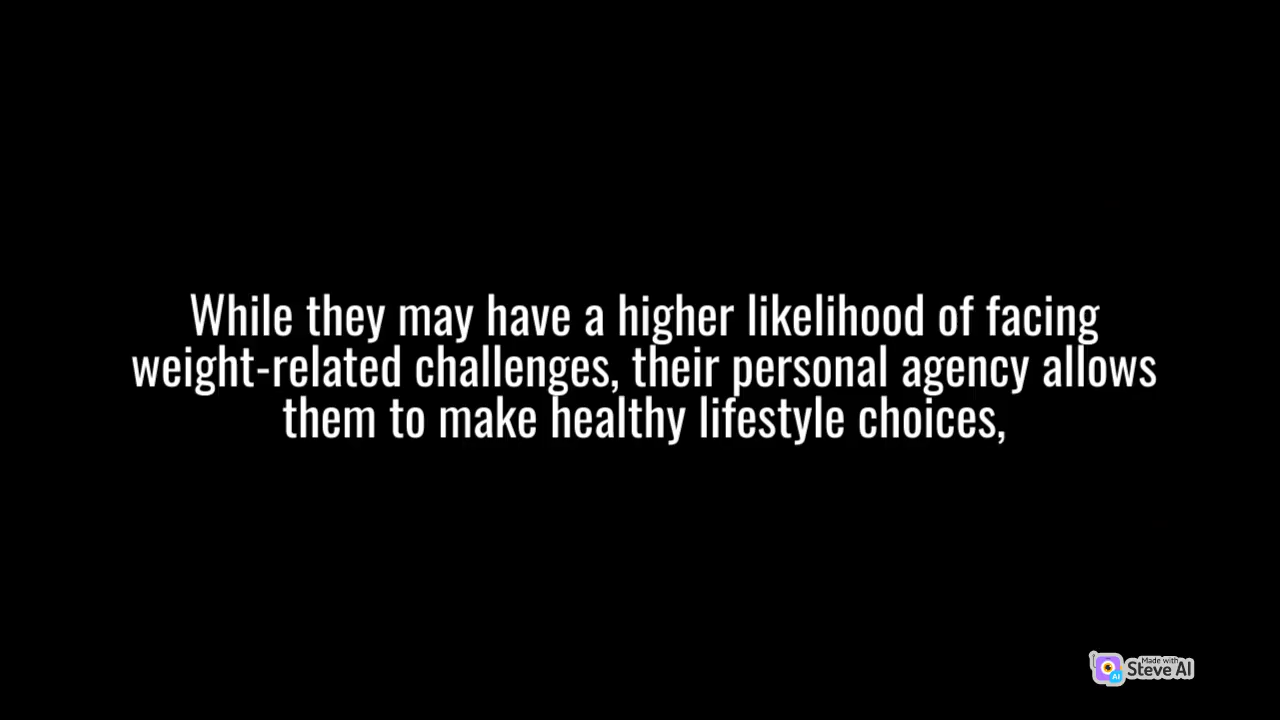 While they may have a higher likelihood of facing
weight-related challenges, their personal agency allows
them to make healthy lifestyle choices,
Made with
Steve AI
AI